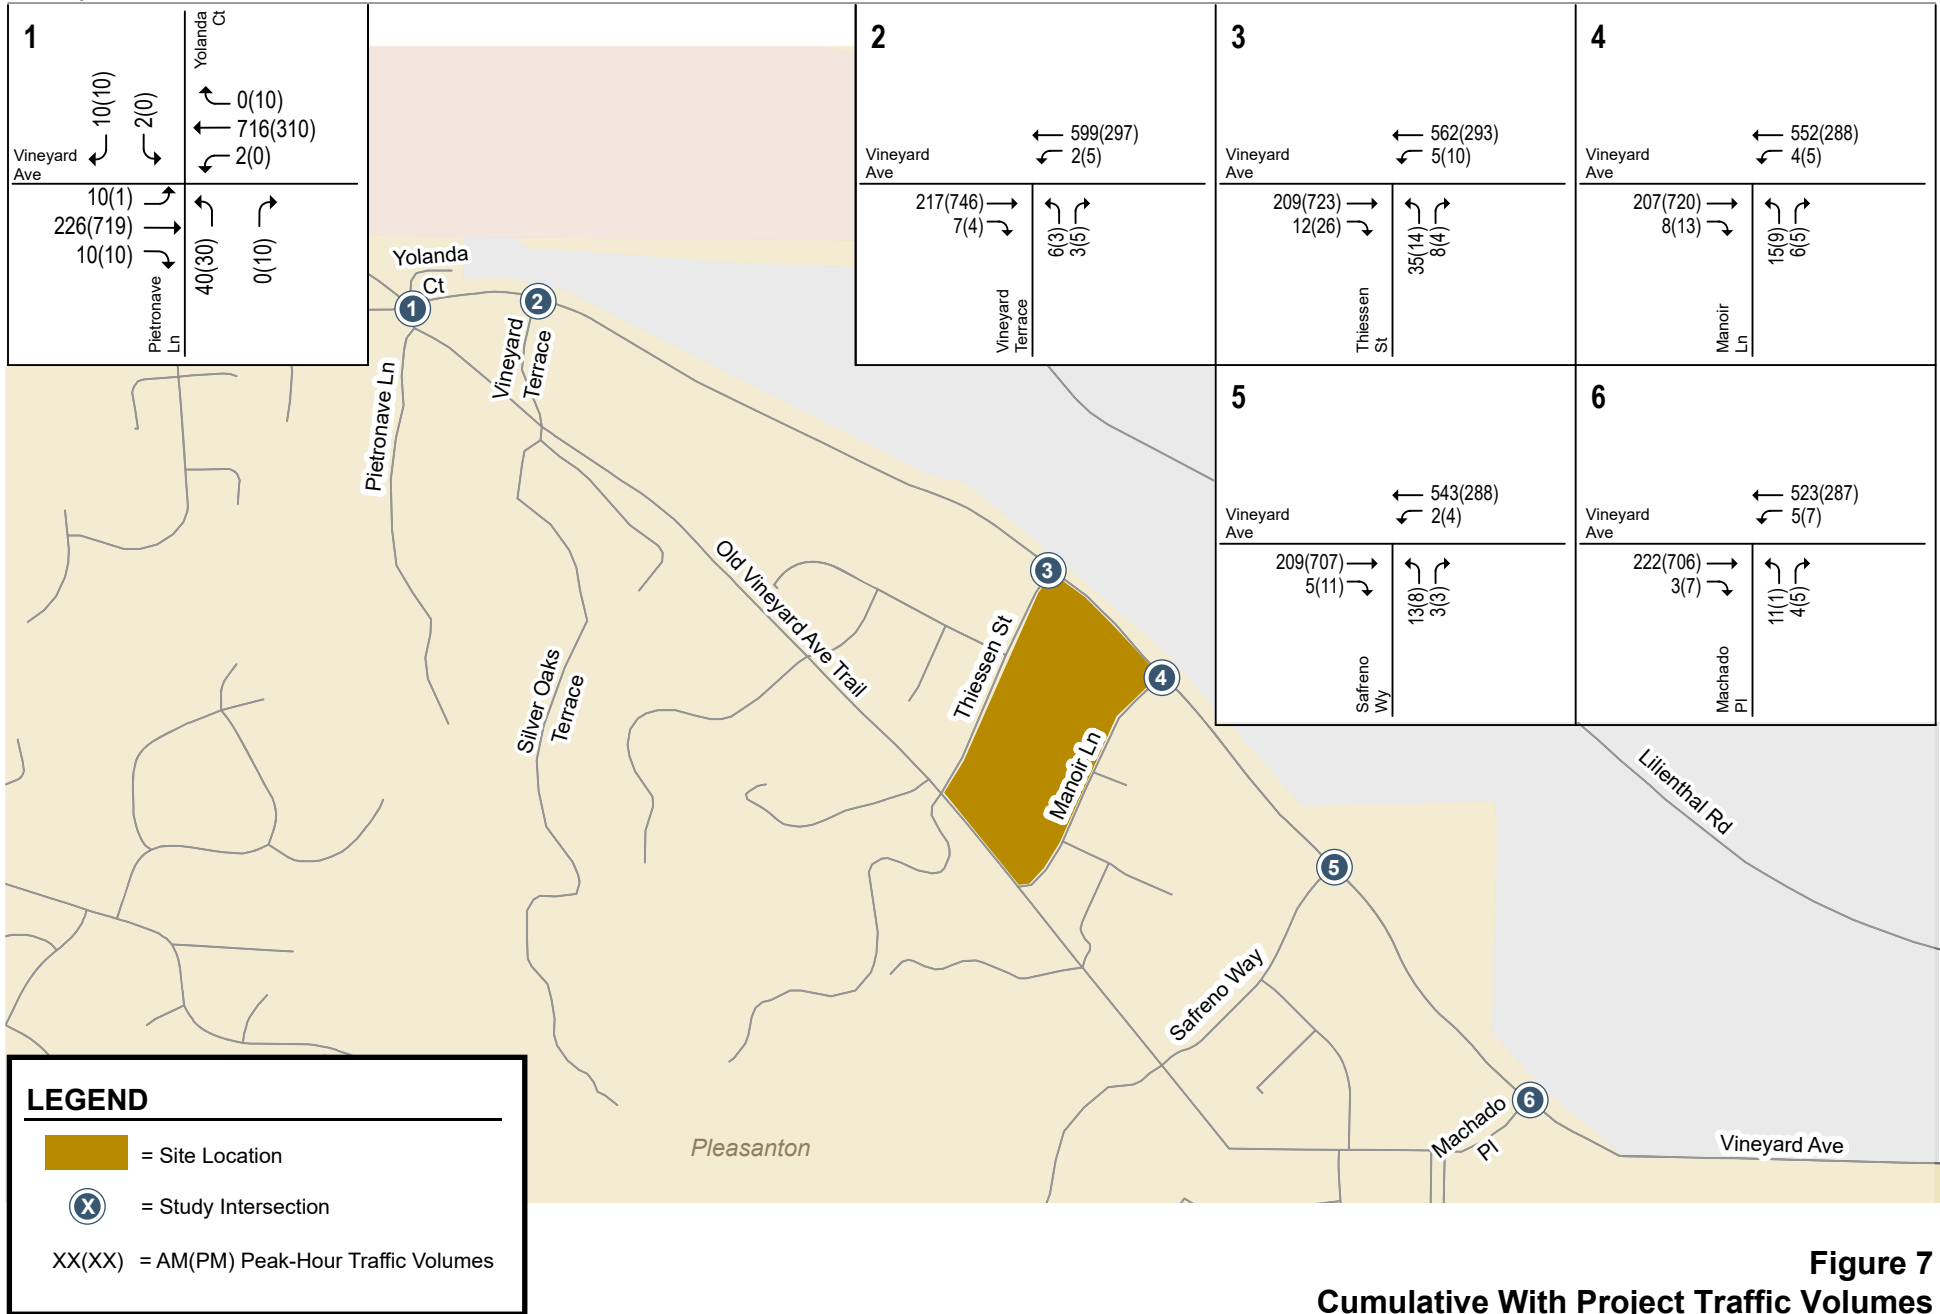 1
Yolanda
Ct
10(10)
2(0)
0(10)
716(310)
2(0)
Vineyard
Ave
10(1)
226(719)
10(10)
40(30)
0(10)
Pietronave
Ln
2
599(297)
2(5)
Vineyard
Ave
217(746)
7(4)
6(3)
3(5)
Vineyard
Terrace
3
562(293)
5(10)
Vineyard
Ave
209(723)
12(26)
35(14)
8(4)
Thiessen
St
4
552(288)
4(5)
Vineyard
Ave
207(720)
8(13)
15(9)
6(5)
Manoir
Ln
5
543(288)
2(4)
Vineyard
Ave
209(707)
5(11)
13(8)
3(3)
Safreno
Wy
6
523(287)
5(7)
Vineyard
Ave
222(706)
3(7)
11(1)
4(5)
Machado
Pl
Yolanda
Ct
1
2
Vineyard
Terrace
Pietronave Ln
Old Vineyard Ave Trail
3
Thiessen St
4
Silver Oaks
Terrace
Manoir Ln
Lilienthal Rd
5
Safreno Way
6
Machado
Pl
Vineyard Ave
Pleasanton
LEGEND
= Site Location
X = Study Intersection
XX(XX) = AM(PM) Peak-Hour Traffic Volumes
Figure 7
Cumulative With Project Traffic Volumes